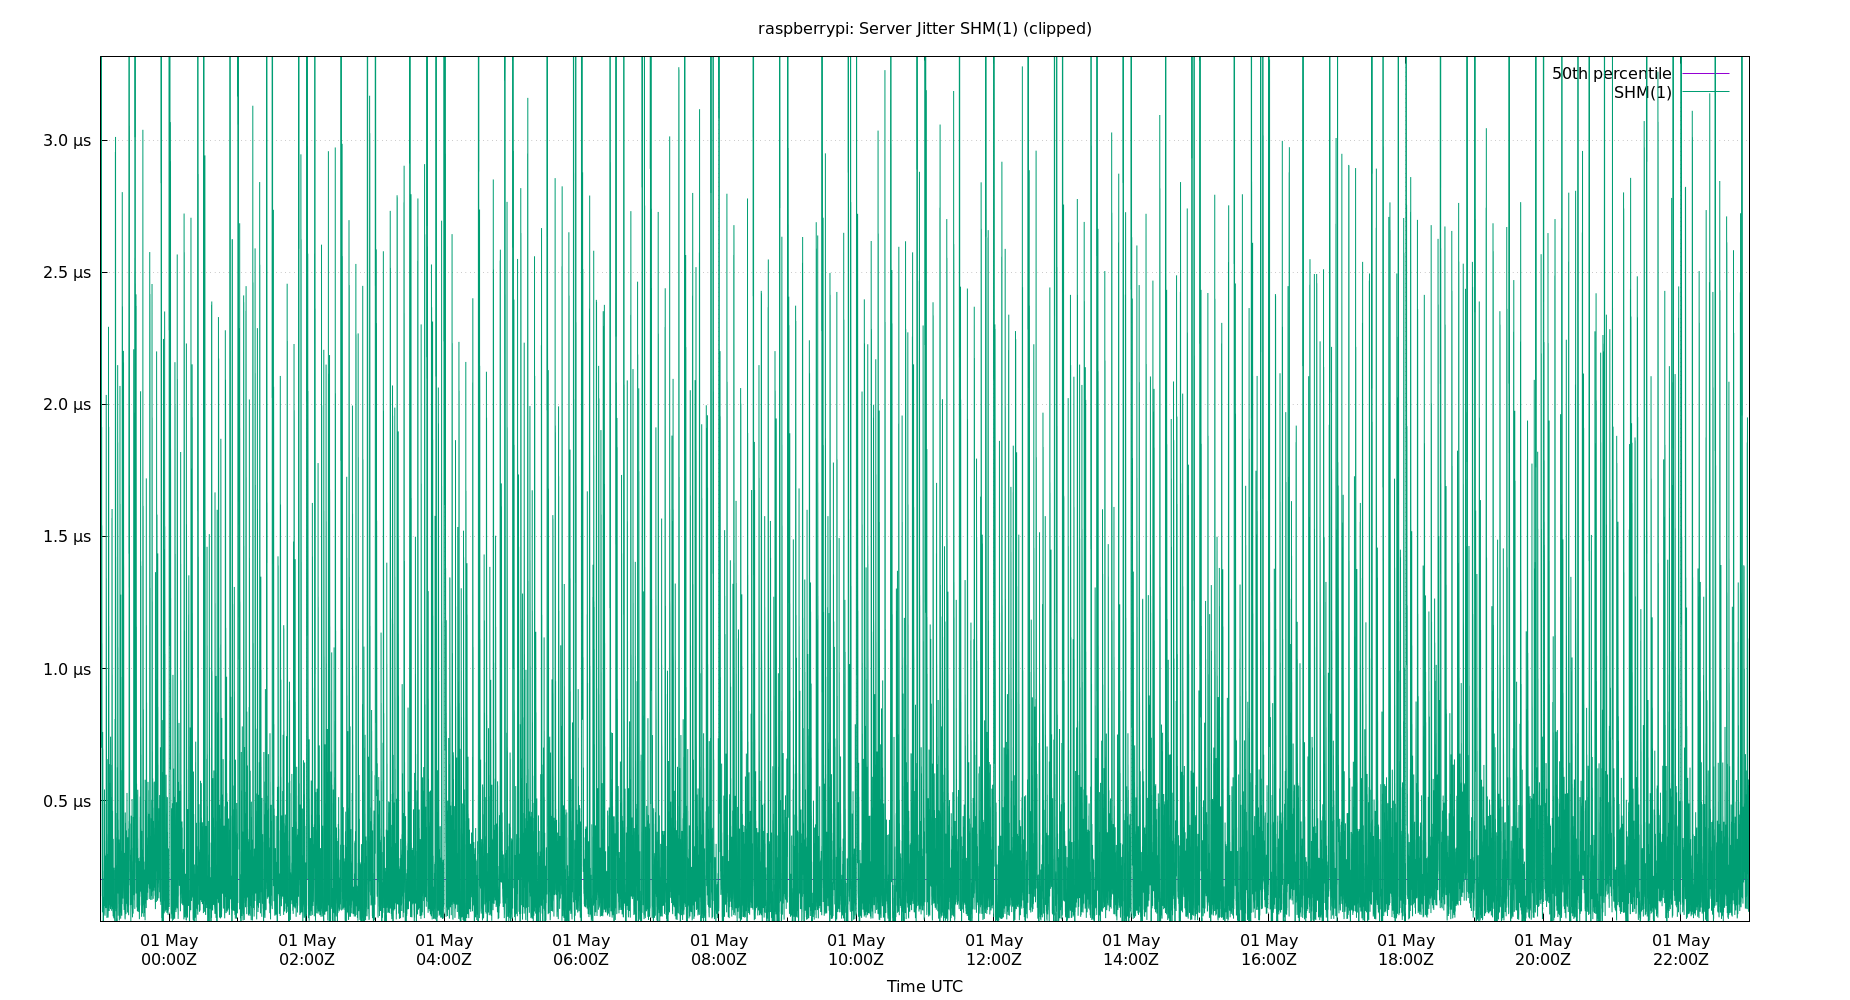 raspberrypi: Server Jitter SHM(1) (clipped)
50th percentile
SHM(1)
3.0 µs
2.5 µs
2.0 µs
1.5 µs
1.0 µs
0.5 µs
01 May 01 May 01 May 01 May 01 May 01 May 01 May 01 May 01 May 01 May 01 May 01 May
00:00Z 02:00Z 04:00Z 06:00Z 08:00Z 10:00Z 12:00Z 14:00Z 16:00Z 18:00Z 20:00Z 22:00Z
Time UTC